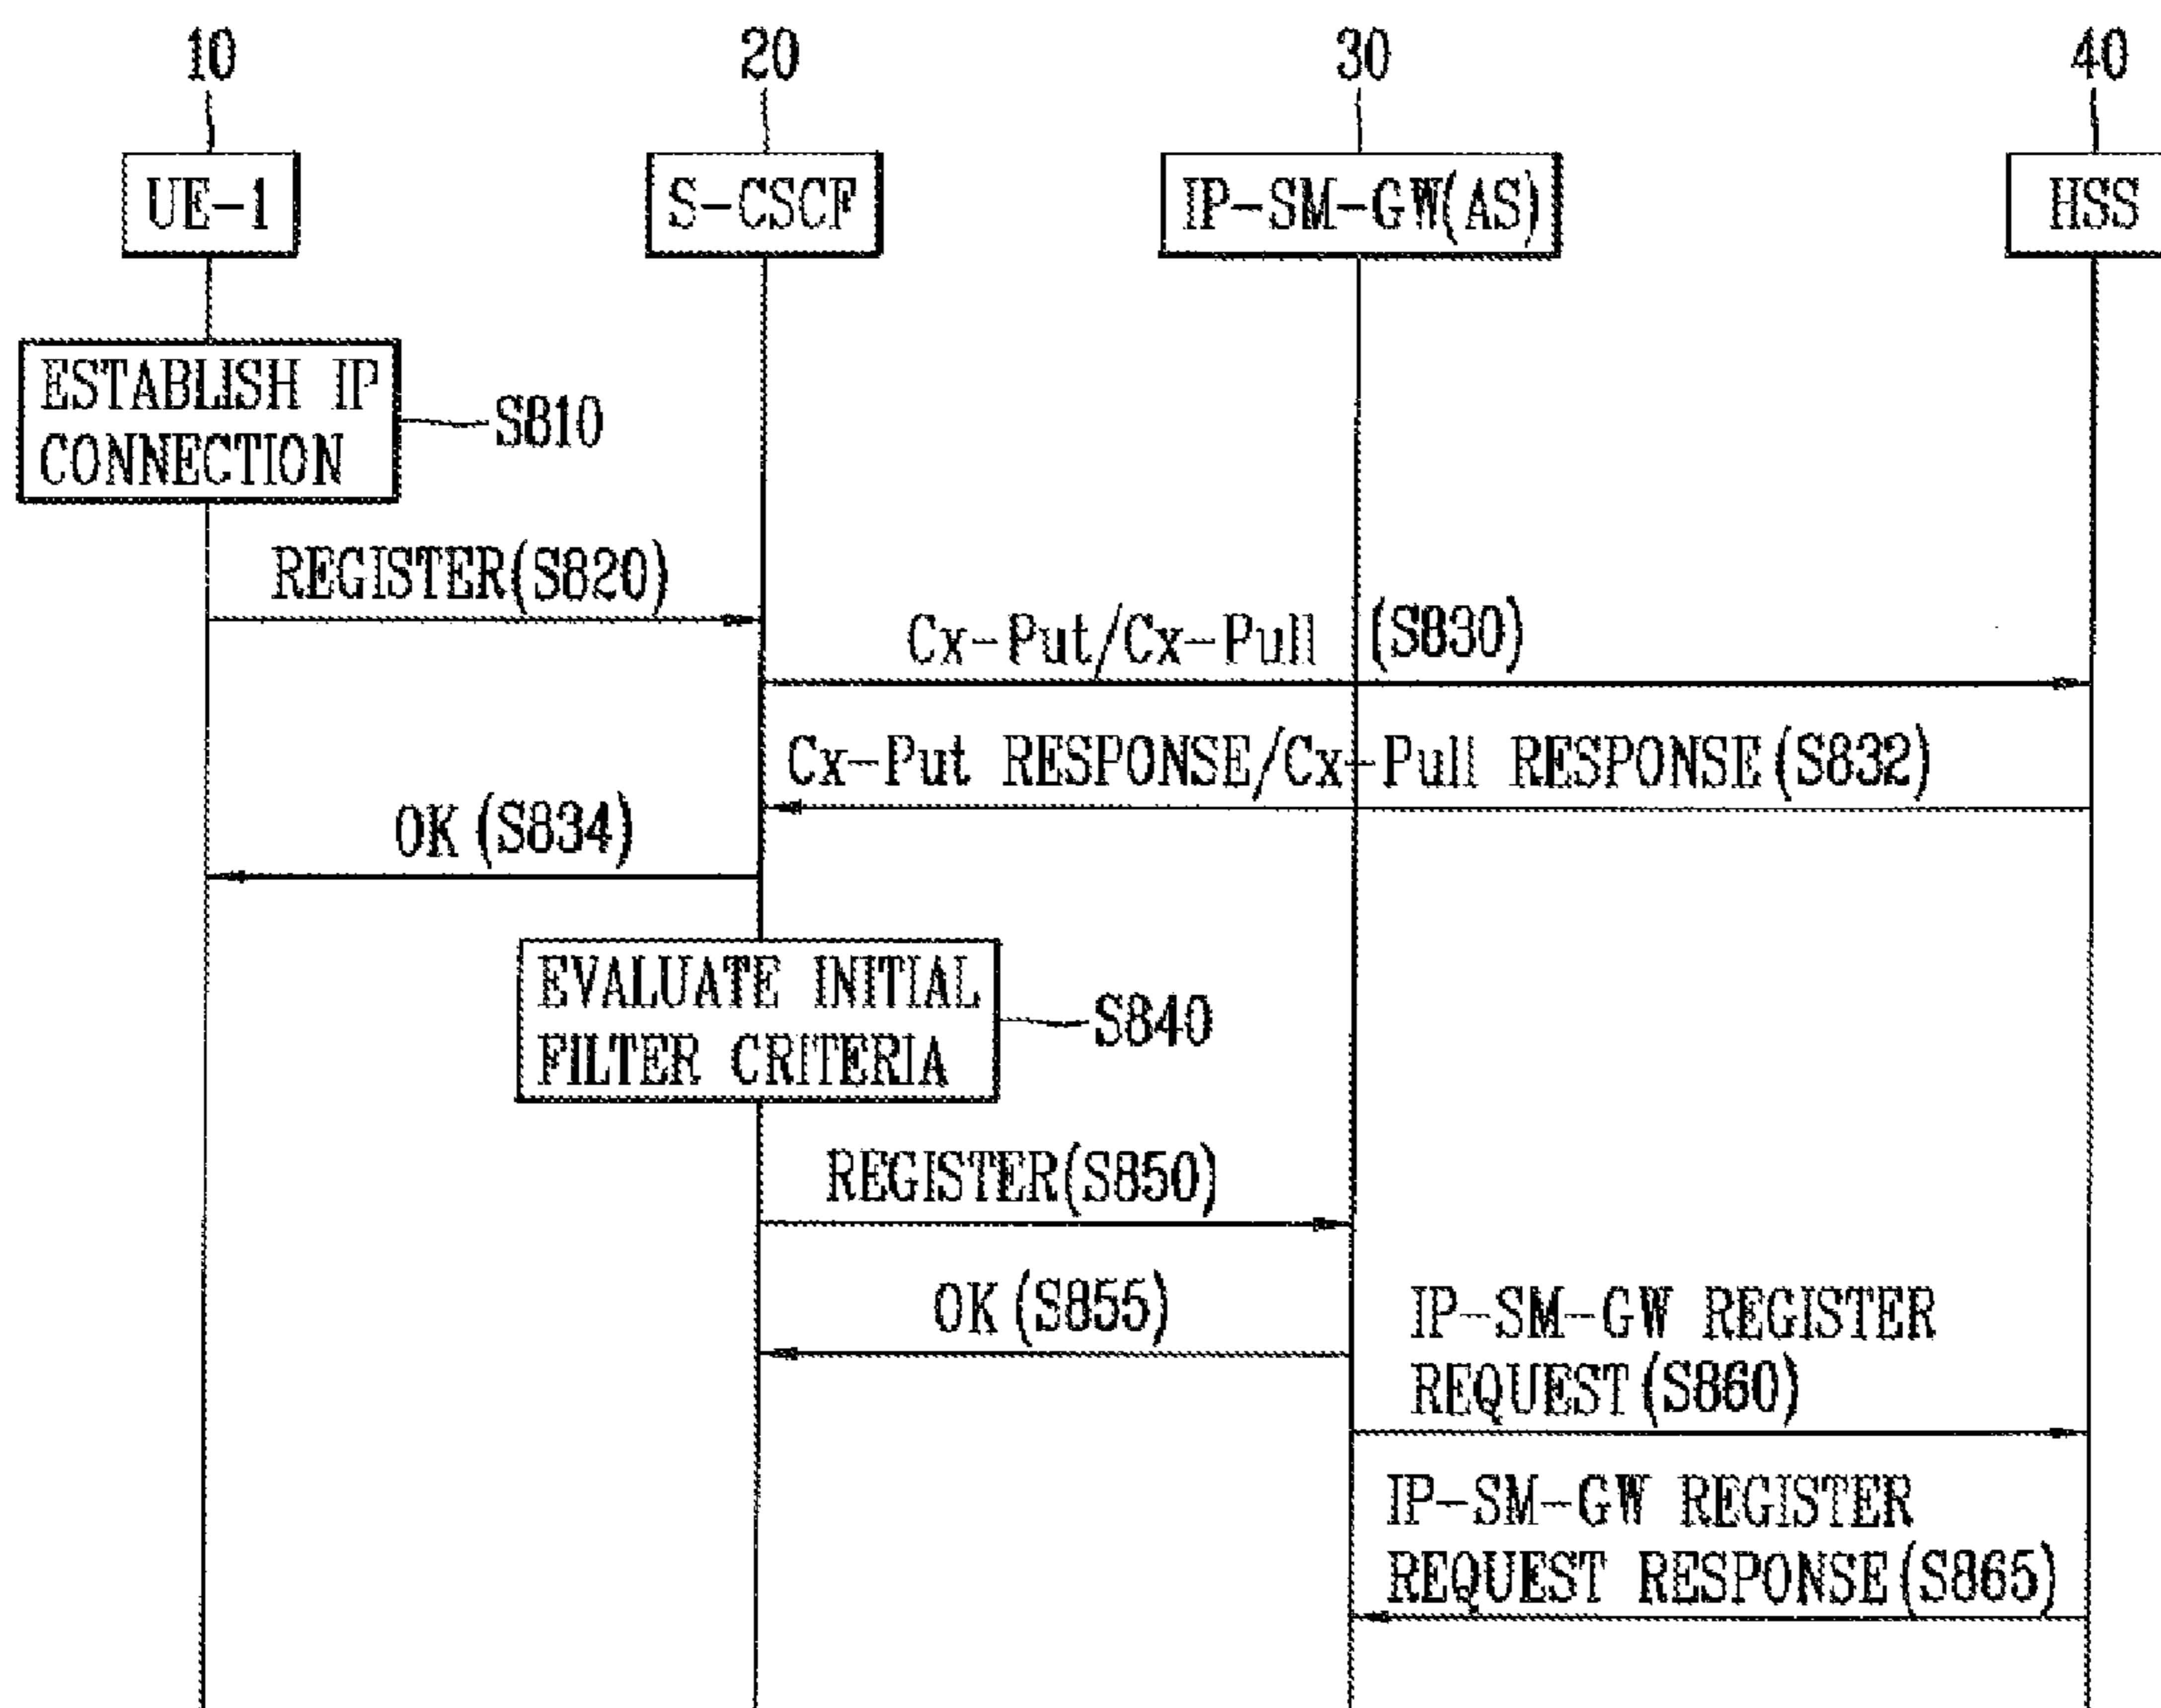 10
20
30
40
UE-1
S-CSCF
IP-SM-GW(AS)
HSS
ESTABLISH IP
CONNECTION
S810
REGISTER(S820)
Cx-Put/Cx-Pull (S830)
Cx-Put RESPONSE/Cx-Pull RESPONSE(S832)
OK(S834)
EVALUATE INITIAL
FILTER CRITERIA
S840
REGISTER(S850)
OK(S855)
IP-SM-GW REGISTER
REQUEST(S860)
IP-SM-GW REGISTER
REQUEST RESPONSE(S865)